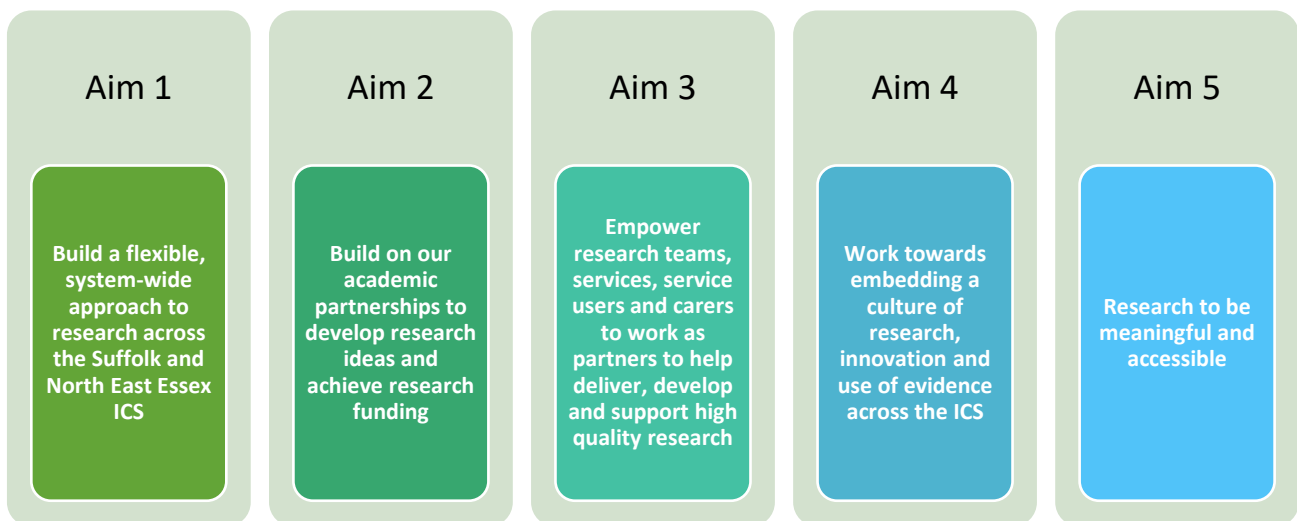 Aim 1
Build a flexible,
system-wide
approach to
research across
the Suffolk and
North East Essex
ICS
Aim 2
Build on our
academic
partnerships to
develop research
ideas and
achieve research
funding
Aim 3
Empower
research teams,
services, service
users and carers
to work as
partners to help
deliver, develop
and support high
quality research
Aim 4
Work towards
embedding a
culture of
research,
innovation and
use of evidence
across the ICS
Aim 5
Research to be
meaningful and
accessible